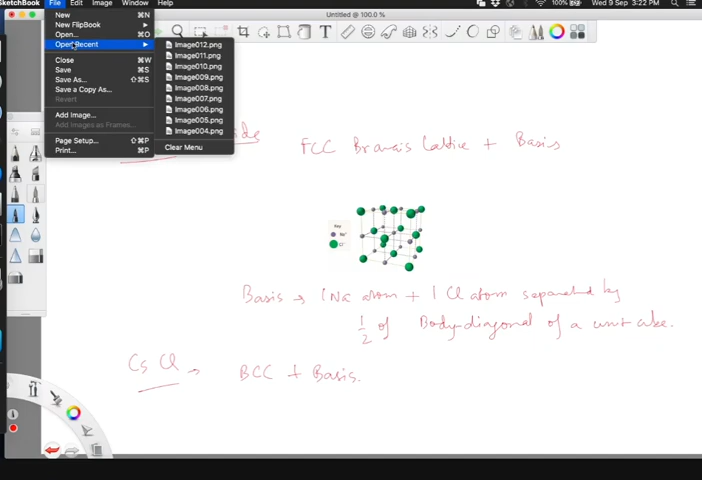 SketchBook File Edit Image Window Help 100% Wed 9 Sep 3:22 PM
Untitled @ 100.0 %
New ⌘N
New FlipBook
Open... ⌘O
Open Recent
Close ⌘W
Save ⌘S
Save As... ⇧⌘S
Save a Copy As...
Revert
Add Image...
Add Images as Frames...
Page Setup... ⇧⌘P
Print... ⌘P
Image012.png
Image011.png
Image010.png
Image009.png
Image008.png
Image007.png
Image006.png
Image005.png
Image004.png
Clear Menu
FCC Bravais lattice + Basis
Key
Na⁺
Cl⁻
Basis → 1 Na atom + 1 Cl atom separated by
1/2 of Body-diagonal of a unit cube.
CsCl → BCC + Basis.